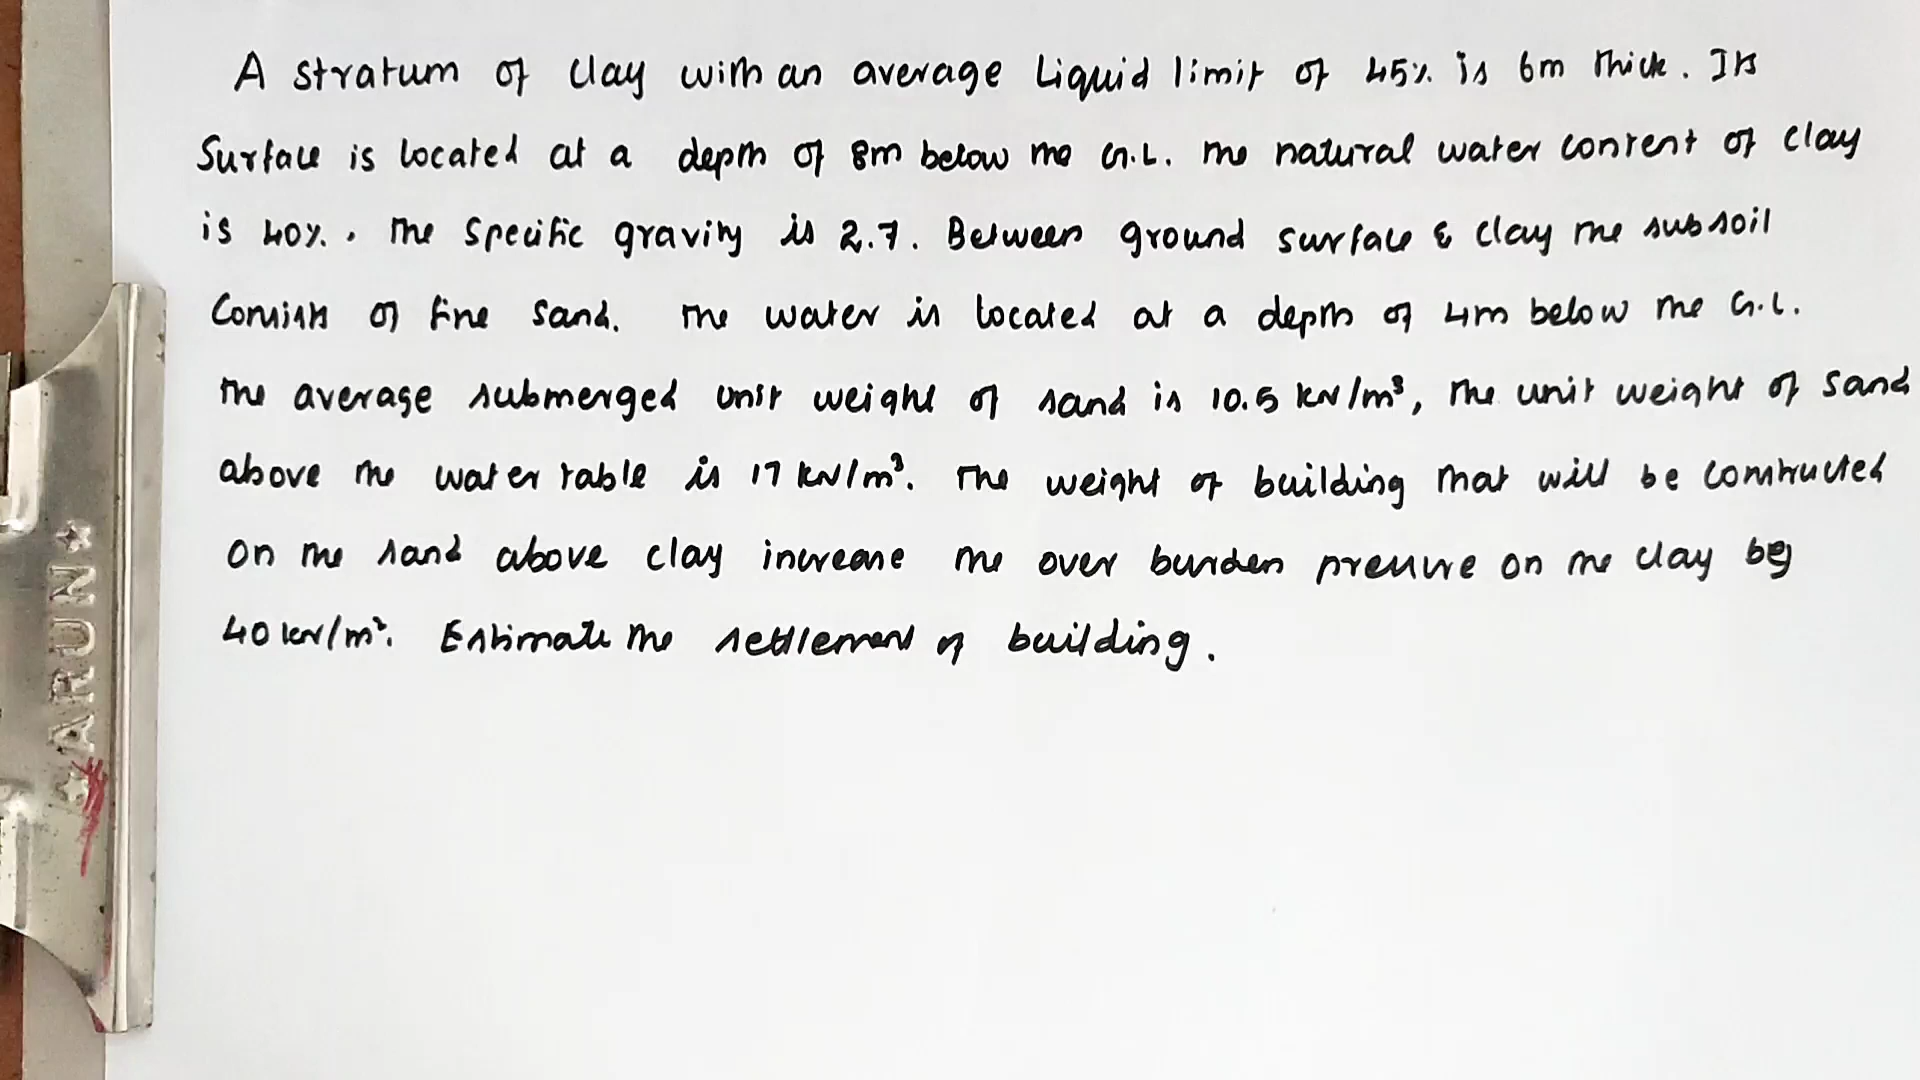 A stratum of clay with an average Liquid limit of 45% is 6m thick. Its
Surface is located at a depth of 8m below the G.L. The natural water content of clay
is 40%. The specific gravity is 2.7. Between ground surface & clay the subsoil
Consists of fine sand. The water is located at a depth of 4m below the G.L.
The average submerged unit weight of sand is 10.5 kN/m³, The unit weight of sand
above the water table is 17 kN/m³. The weight of building that will be constructed
on the sand above clay increase the over burden pressure on the clay by
40 kN/m². Estimate the settlement of building.
ARUN